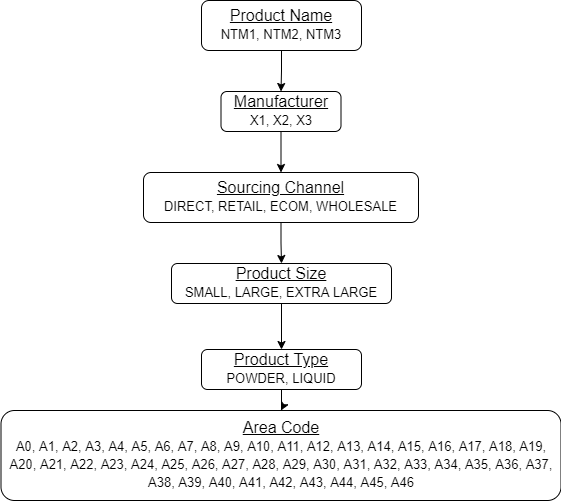 Product Name
NTM1, NTM2, NTM3
Manufacturer
X1, X2, X3
Sourcing Channel
DIRECT, RETAIL, ECOM, WHOLESALE
Product Size
SMALL, LARGE, EXTRA LARGE
Product Type
POWDER, LIQUID
Area Code
A0, A1, A2, A3, A4, A5, A6, A7, A8, A9, A10, A11, A12, A13, A14, A15, A16, A17, A18, A19,
A20, A21, A22, A23, A24, A25, A26, A27, A28, A29, A30, A31, A32, A33, A34, A35, A36, A37,
A38, A39, A40, A41, A42, A43, A44, A45, A46